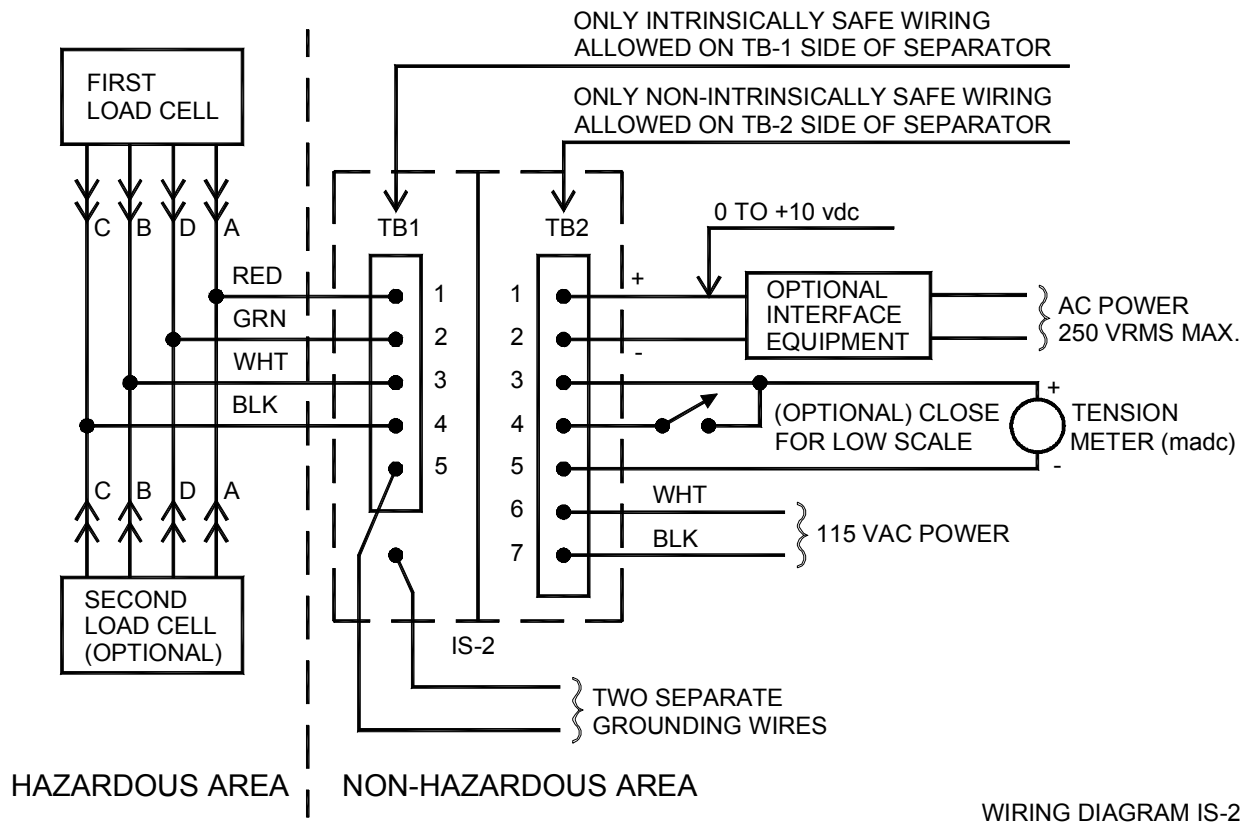 ONLY INTRINSICALLY SAFE WIRING
ALLOWED ON TB-1 SIDE OF SEPARATOR
ONLY NON-INTRINSICALLY SAFE WIRING
ALLOWED ON TB-2 SIDE OF SEPARATOR
FIRST
LOAD CELL
C B D A
RED
GRN
WHT
BLK
C B D A
SECOND
LOAD CELL
(OPTIONAL)
TB1
1
2
3
4
5
TB2
1
2
3
4
5
6
7
0 TO +10 vdc
+
-
OPTIONAL
INTERFACE
EQUIPMENT
AC POWER
250 VRMS MAX.
(OPTIONAL) CLOSE
FOR LOW SCALE
+
TENSION
METER (madc)
-
WHT
BLK
115 VAC POWER
IS-2
TWO SEPARATE
GROUNDING WIRES
HAZARDOUS AREA
NON-HAZARDOUS AREA
WIRING DIAGRAM IS-2